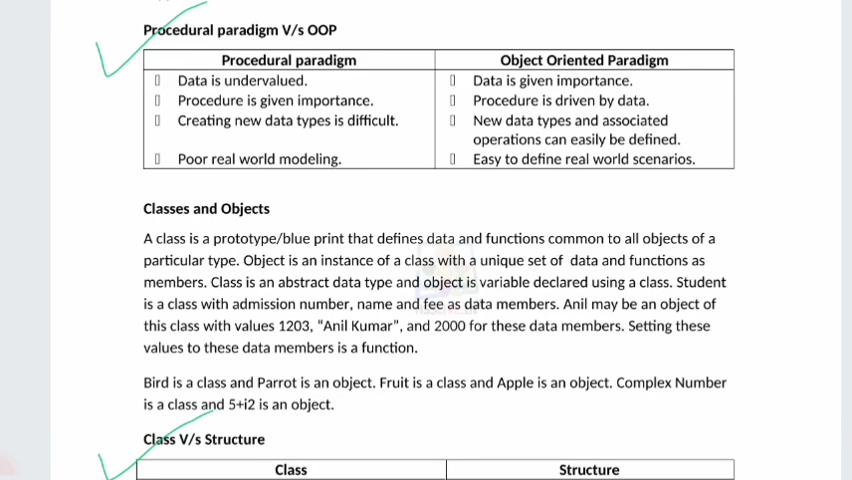 Procedural paradigm V/s OOP
Procedural paradigm
Object Oriented Paradigm
Data is undervalued.
Data is given importance.
Procedure is given importance.
Procedure is driven by data.
Creating new data types is difficult.
New data types and associated
operations can easily be defined.
Poor real world modeling.
Easy to define real world scenarios.
Classes and Objects
A class is a prototype/blue print that defines data and functions common to all objects of a
particular type. Object is an instance of a class with a unique set of data and functions as
members. Class is an abstract data type and object is variable declared using a class. Student
is a class with admission number, name and fee as data members. Anil may be an object of
this class with values 1203, "Anil Kumar", and 2000 for these data members. Setting these
values to these data members is a function.
Bird is a class and Parrot is an object. Fruit is a class and Apple is an object. Complex Number
is a class and 5+i2 is an object.
Class V/s Structure
Class
Structure